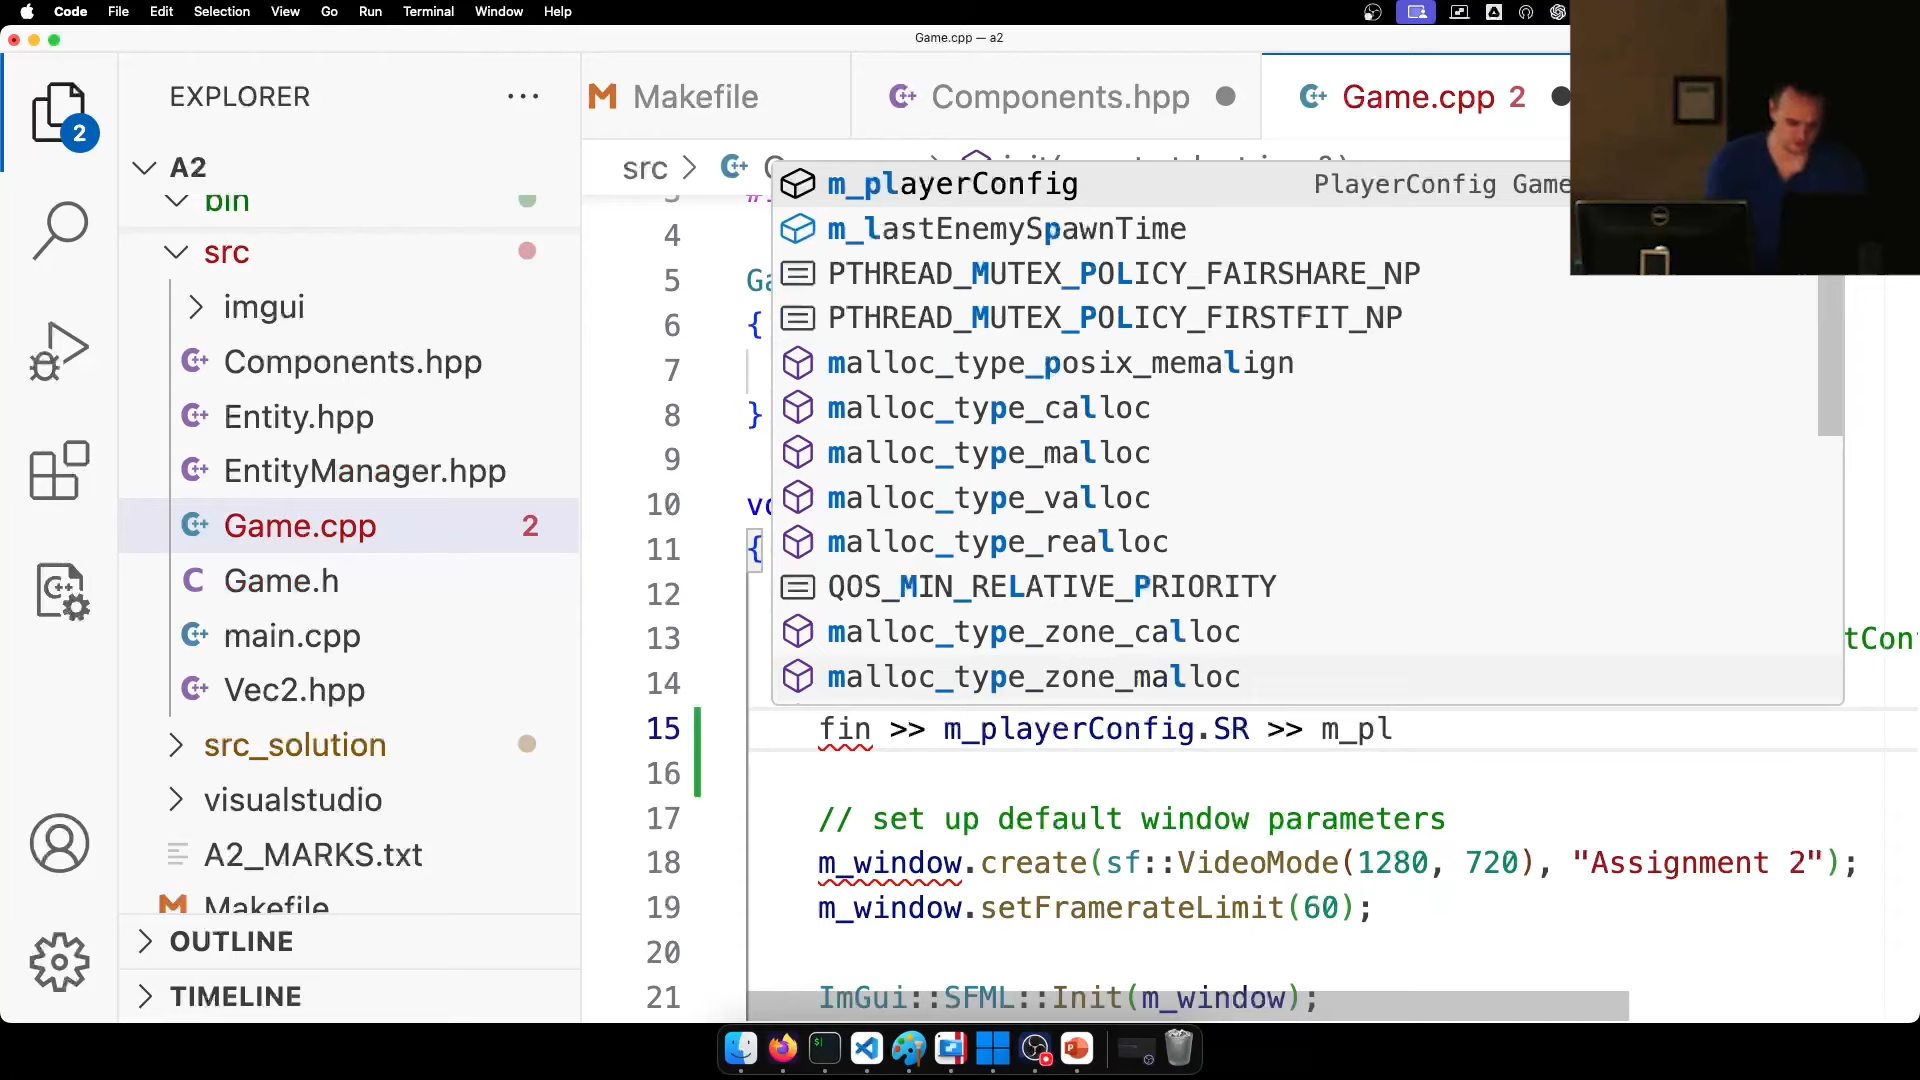 Code File Edit Selection View Go Run Terminal Window Help
Game.cpp — a2
2
EXPLORER ···
A2
bin
src
imgui
Components.hpp
Entity.hpp
EntityManager.hpp
Game.cpp 2
Game.h
main.cpp
Vec2.hpp
src_solution
visualstudio
A2_MARKS.txt
Makefile
OUTLINE
TIMELINE
Makefile Components.hpp Game.cpp 2
src
m_playerConfig PlayerConfig Game
m_lastEnemySpawnTime
PTHREAD_MUTEX_POLICY_FAIRSHARE_NP
PTHREAD_MUTEX_POLICY_FIRSTFIT_NP
malloc_type_posix_memalign
malloc_type_calloc
malloc_type_malloc
malloc_type_valloc
malloc_type_realloc
QOS_MIN_RELATIVE_PRIORITY
malloc_type_zone_calloc
malloc_type_zone_malloc
4
5 Ga
6 {
7
8 }
9
10 vo
11 {
12
13 tCon
14
15 fin >> m_playerConfig.SR >> m_pl
16
17 // set up default window parameters
18 m_window.create(sf::VideoMode(1280, 720), "Assignment 2");
19 m_window.setFramerateLimit(60);
20
21 ImGui::SFML::Init(m_window);